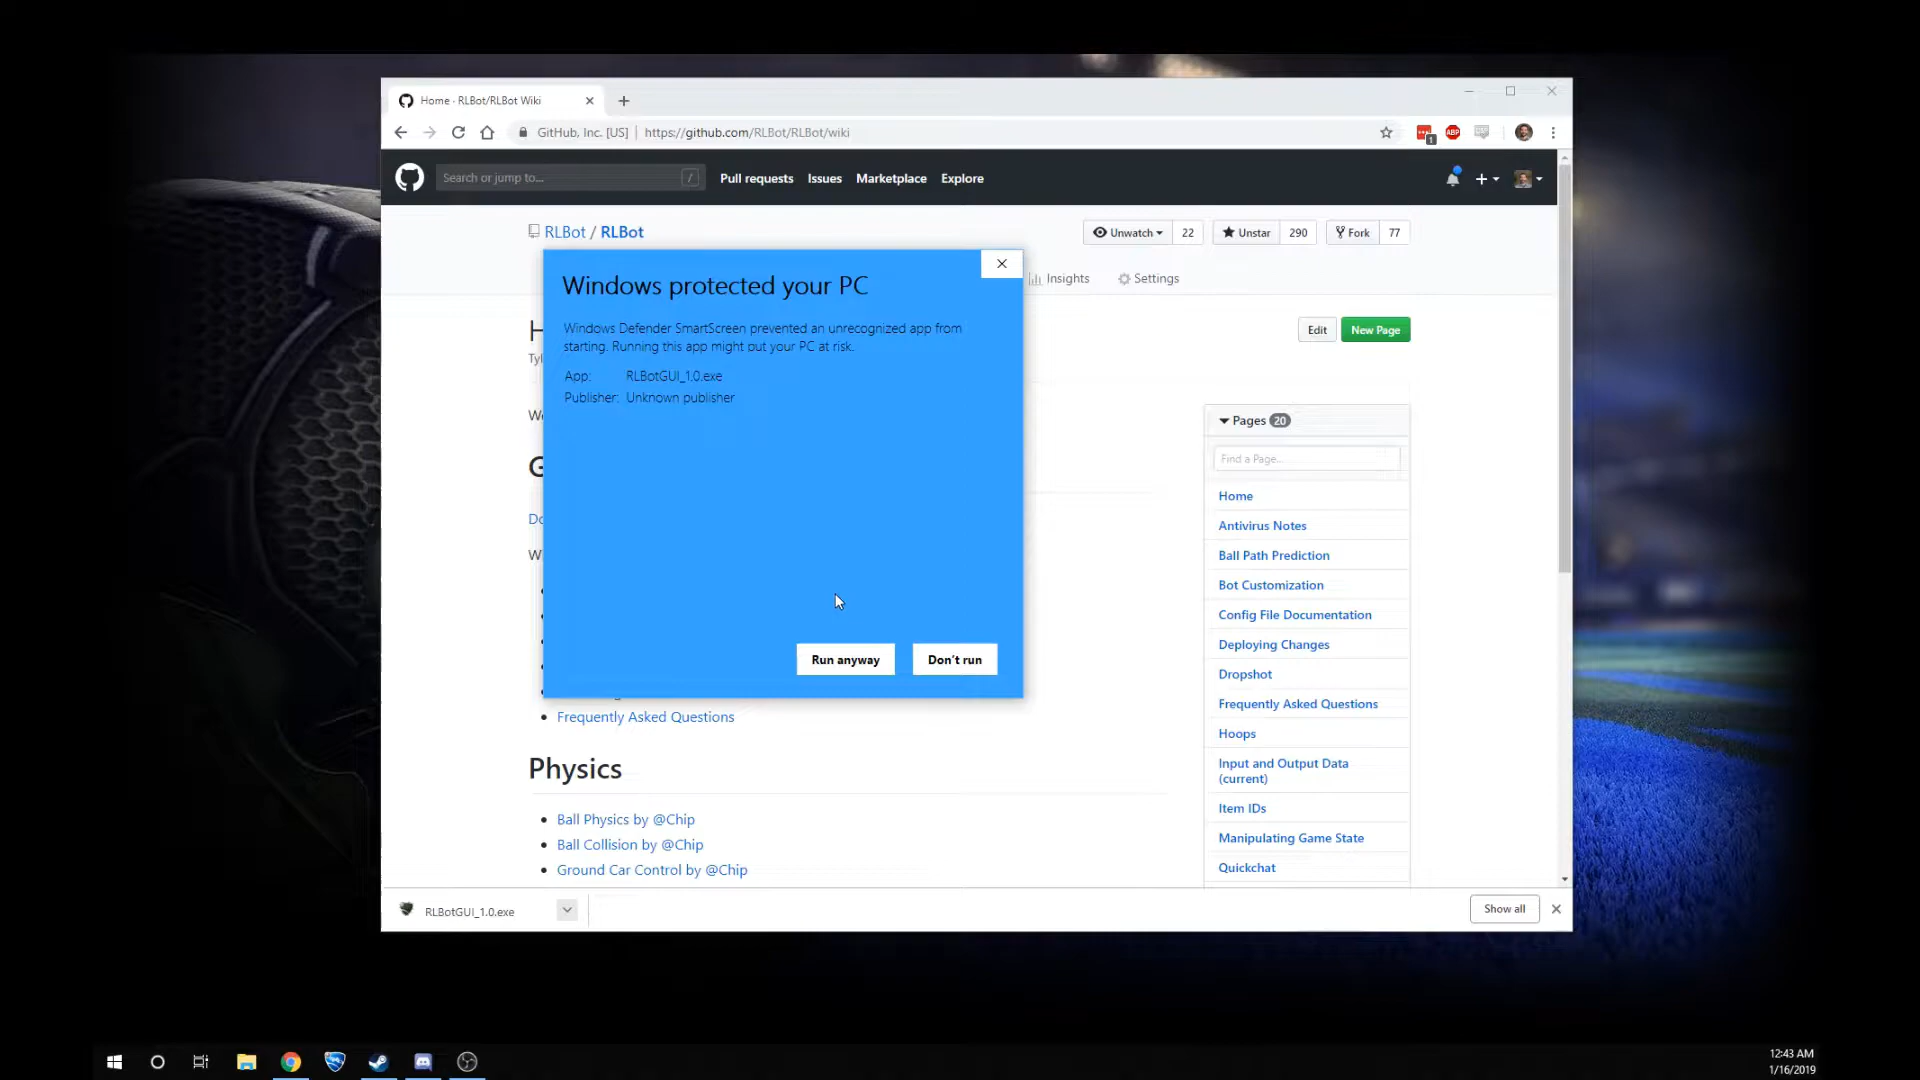 Home · RLBot/RLBot Wiki
GitHub, Inc. [US] | https://github.com/RLBot/RLBot/wiki
1
ABP
Search or jump to...
/
Pull requests
Issues
Marketplace
Explore
RLBot / RLBot
Unwatch
22
Unstar
290
Fork
77
Insights
Settings
Windows protected your PC
Windows Defender SmartScreen prevented an unrecognized app from
starting. Running this app might put your PC at risk.
App: RLBotGUI_1.0.exe
Publisher: Unknown publisher
Run anyway
Don't run
Edit
New Page
Pages 20
Find a Page...
Home
Antivirus Notes
Ball Path Prediction
Bot Customization
Config File Documentation
Deploying Changes
Dropshot
Frequently Asked Questions
Hoops
Input and Output Data
(current)
Item IDs
Manipulating Game State
Quickchat
Frequently Asked Questions
Physics
Ball Physics by @Chip
Ball Collision by @Chip
Ground Car Control by @Chip
RLBotGUI_1.0.exe
Show all
12:43 AM
1/16/2019